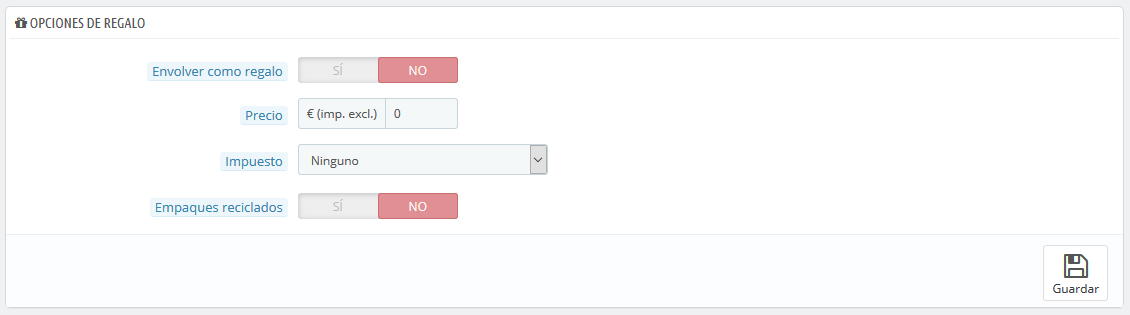 OPCIONES DE REGALO
Envolver como regalo SÍ NO
Precio € (imp. excl.) 0
Impuesto Ninguno
Empaques reciclados SÍ NO
Guardar